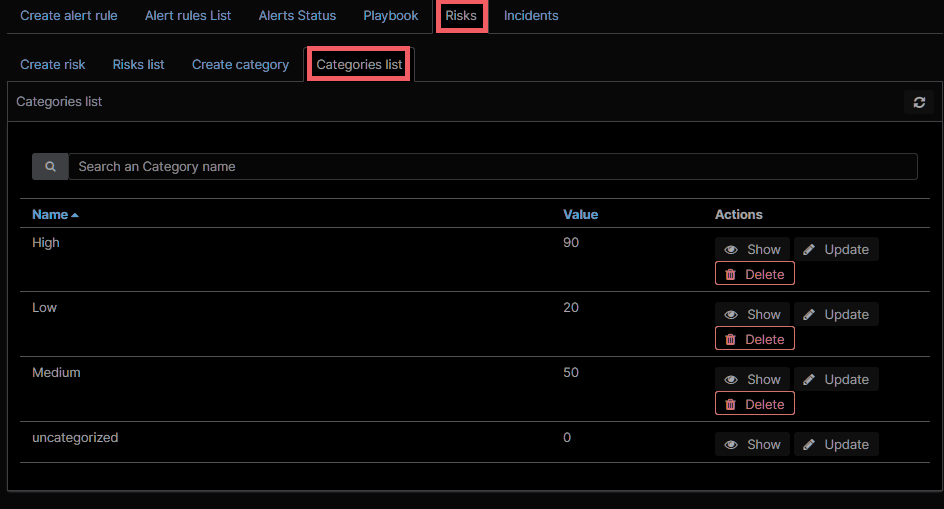 Create alert rule Alert rules List Alerts Status Playbook Risks Incidents
Create risk Risks list Create category Categories list
Categories list
Search an Category name
Name Value Actions
High 90 Show Update
Delete
Low 20 Show Update
Delete
Medium 50 Show Update
Delete
uncategorized 0 Show Update